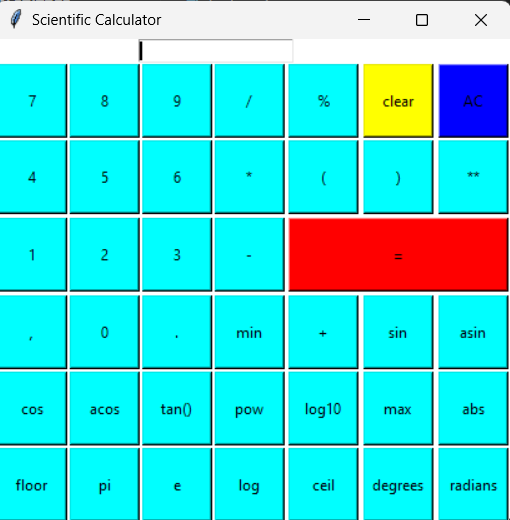 Scientific Calculator
7 8 9 / % clear AC
4 5 6 * ( ) **
1 2 3 - =
, 0 . min + sin asin
cos acos tan() pow log10 max abs
floor pi e log ceil degrees radians